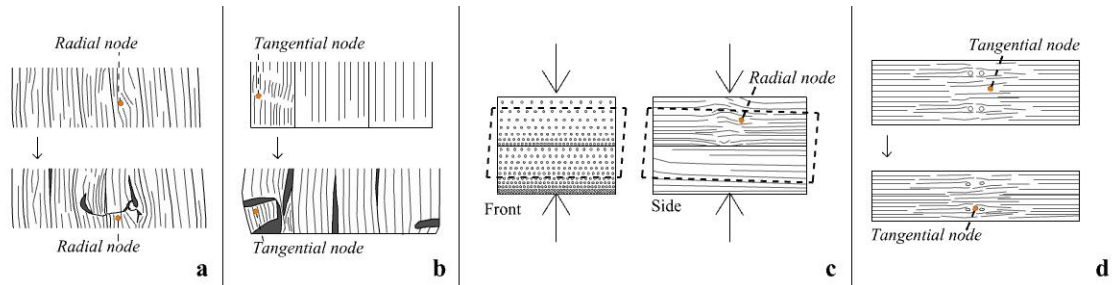 Radial node
Radial node
a
Tangential node
Tangential node
b
Radial node
Front
Side
c
Tangential node
Tangential node
d